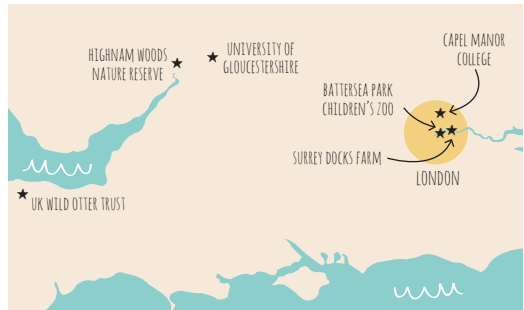 HIGHNAM WOODS
NATURE RESERVE
UNIVERSITY OF
GLOUCESTERSHIRE
CAPEL MANOR
COLLEGE
BATTERSEA PARK
CHILDREN'S ZOO
SURREY DOCKS FARM
LONDON
UK WILD OTTER TRUST